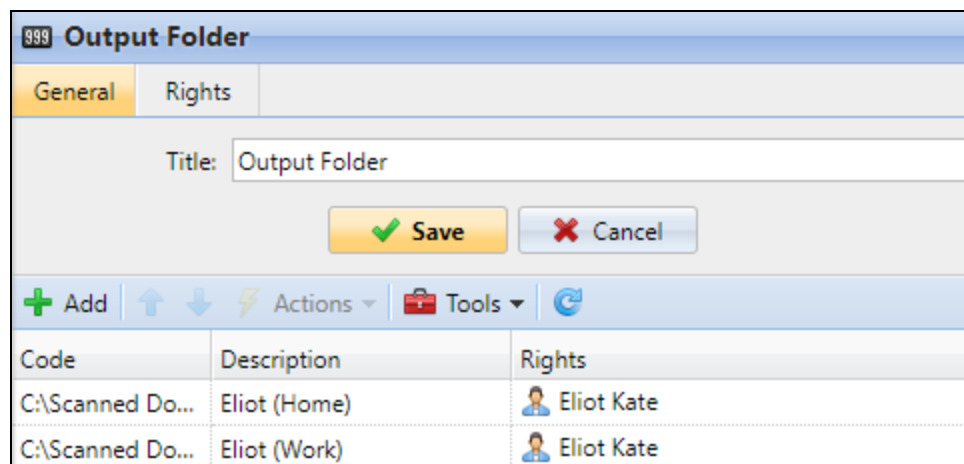 999 Output Folder
General Rights
Title: Output Folder
Save Cancel
Add Actions Tools
Code Description Rights
C:\Scanned Do... Eliot (Home) Eliot Kate
C:\Scanned Do... Eliot (Work) Eliot Kate